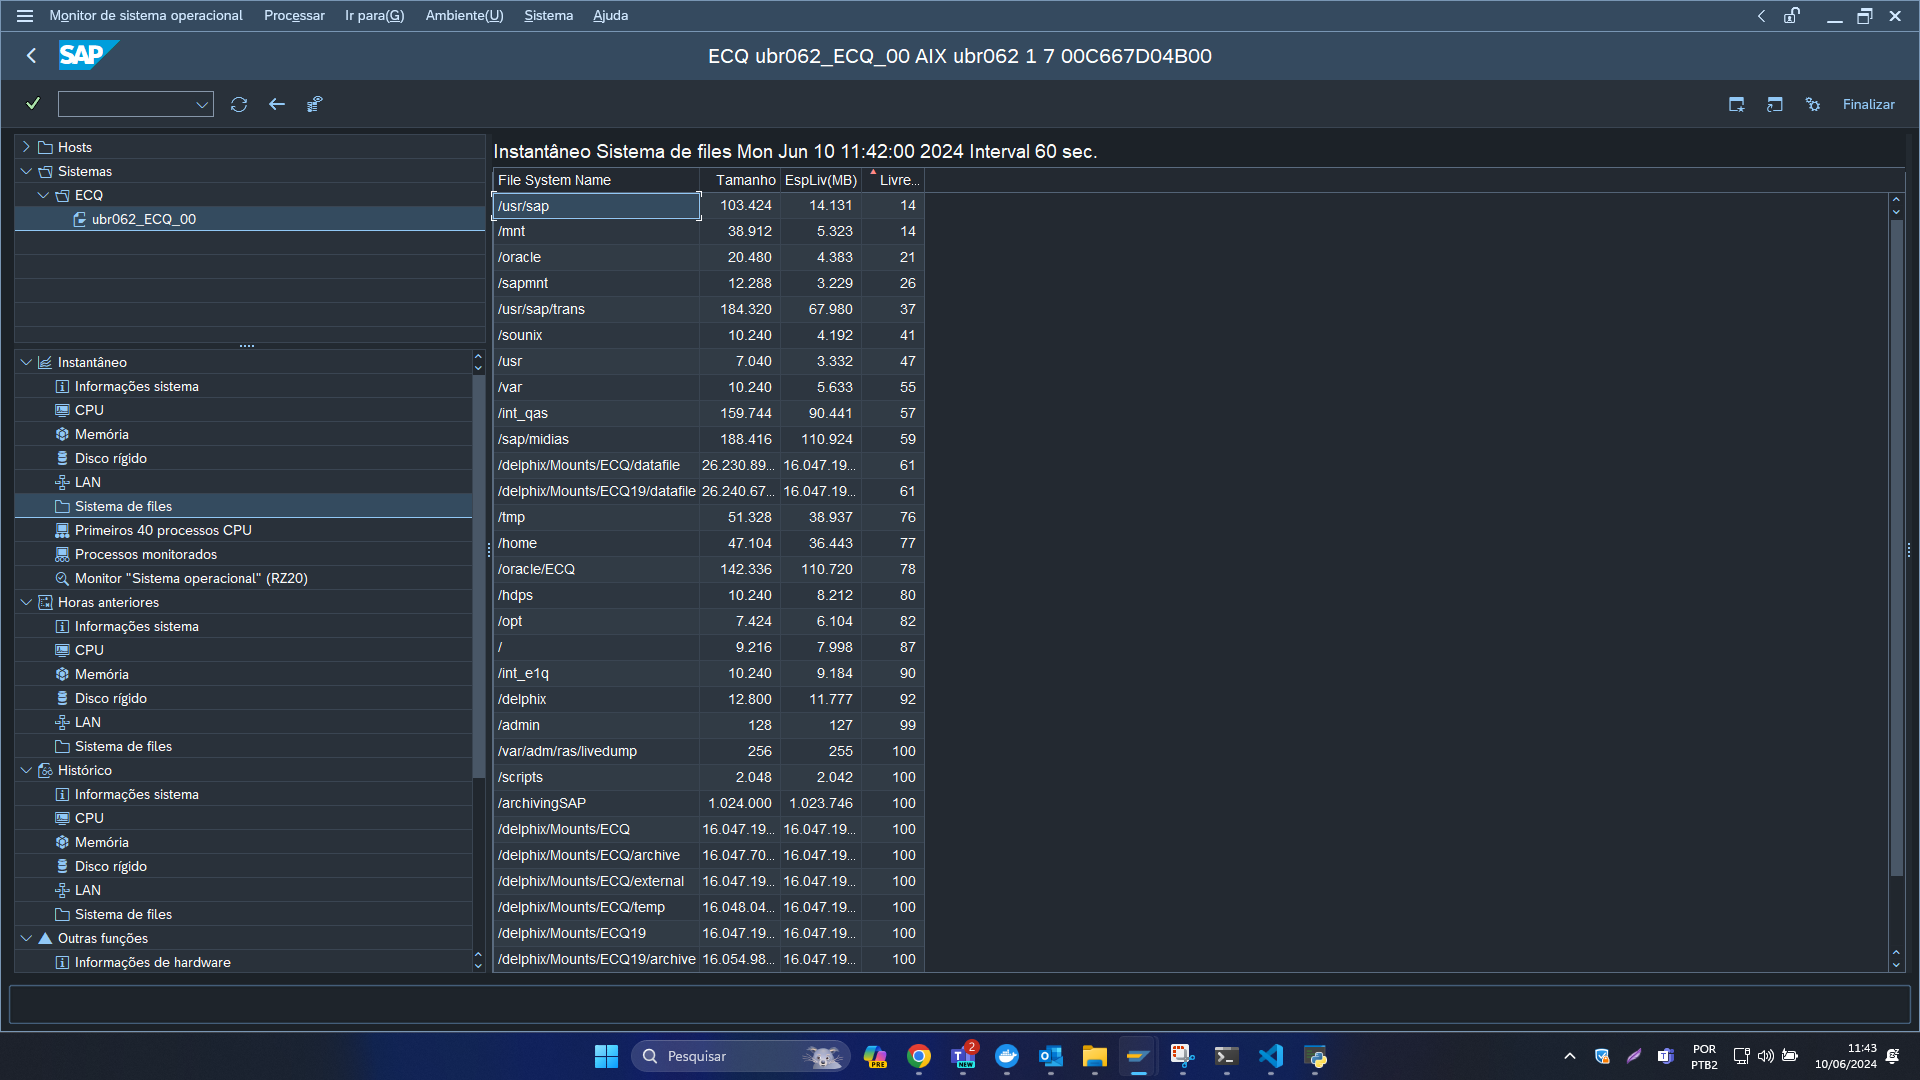 Monitor de sistema operacional Processar Ir para(G) Ambiente(U) Sistema Ajuda
SAP ECQ ubr062_ECQ_00 AIX ubr062 1 7 00C667D04B00
Finalizar
Hosts
Sistemas
ECQ
ubr062_ECQ_00
Instantâneo
Informações sistema
CPU
Memória
Disco rígido
LAN
Sistema de files
Primeiros 40 processos CPU
Processos monitorados
Monitor "Sistema operacional" (RZ20)
Horas anteriores
Informações sistema
CPU
Memória
Disco rígido
LAN
Sistema de files
Histórico
Informações sistema
CPU
Memória
Disco rígido
LAN
Sistema de files
Outras funções
Informações de hardware
Instantâneo Sistema de files Mon Jun 10 11:42:00 2024 Interval 60 sec.
File System Name Tamanho EspLiv(MB) Livre...
/usr/sap 103.424 14.131 14
/mnt 38.912 5.323 14
/oracle 20.480 4.383 21
/sapmnt 12.288 3.229 26
/usr/sap/trans 184.320 67.980 37
/sounix 10.240 4.192 41
/usr 7.040 3.332 47
/var 10.240 5.633 55
/int_qas 159.744 90.441 57
/sap/midias 188.416 110.924 59
/delphix/Mounts/ECQ/datafile 26.230.89... 16.047.19... 61
/delphix/Mounts/ECQ19/datafile 26.240.67... 16.047.19... 61
/tmp 51.328 38.937 76
/home 47.104 36.443 77
/oracle/ECQ 142.336 110.720 78
/hdps 10.240 8.212 80
/opt 7.424 6.104 82
/ 9.216 7.998 87
/int_e1q 10.240 9.184 90
/delphix 12.800 11.777 92
/admin 128 127 99
/var/adm/ras/livedump 256 255 100
/scripts 2.048 2.042 100
/archivingSAP 1.024.000 1.023.746 100
/delphix/Mounts/ECQ 16.047.19... 16.047.19... 100
/delphix/Mounts/ECQ/archive 16.047.70... 16.047.19... 100
/delphix/Mounts/ECQ/external 16.047.19... 16.047.19... 100
/delphix/Mounts/ECQ/temp 16.048.04... 16.047.19... 100
/delphix/Mounts/ECQ19 16.047.19... 16.047.19... 100
/delphix/Mounts/ECQ19/archive 16.054.98... 16.047.19... 100
Pesquisar PRE 2 NEW POR 11:43
PTB2 10/06/2024